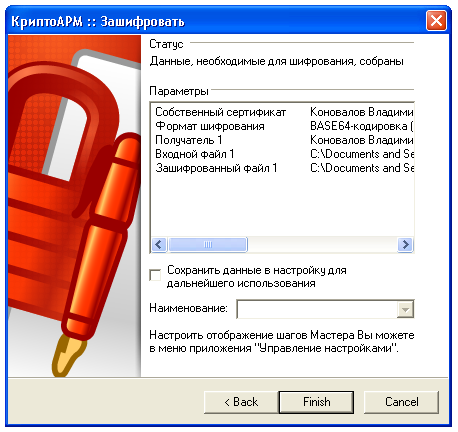 КриптоАРМ :: Зашифровать
Статус
Данные, необходимые для шифрования, собраны
Параметры
Собственный сертификат Коновалов Владими
Формат шифрования BASE64-кодировка (
Получатель 1 Коновалов Владими
Входной файл 1 C:\Documents and Se
Зашифрованный файл 1 C:\Documents and Se
Сохранить данные в настройку для
дальнейшего использования
Наименование:
Настроить отображение шагов Мастера Вы можете
в меню приложения "Управление настройками".
< Back Finish Cancel